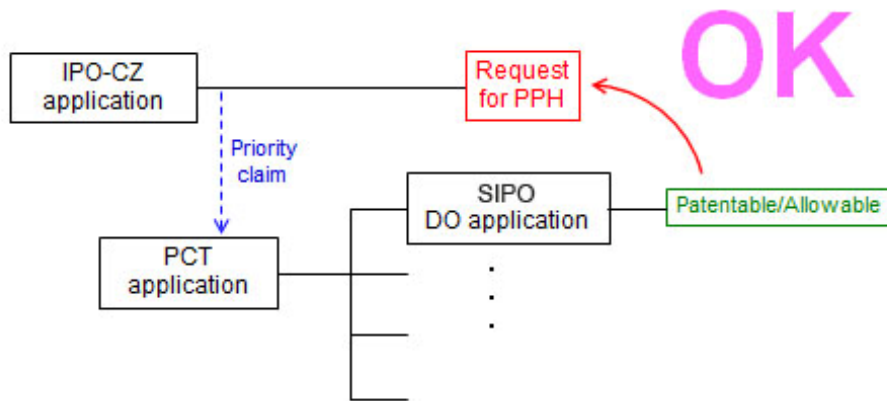 OK
IPO-CZ
application
Request
for PPH
Priority
claim
SIPO
DO application
Patentable/Allowable
PCT
application